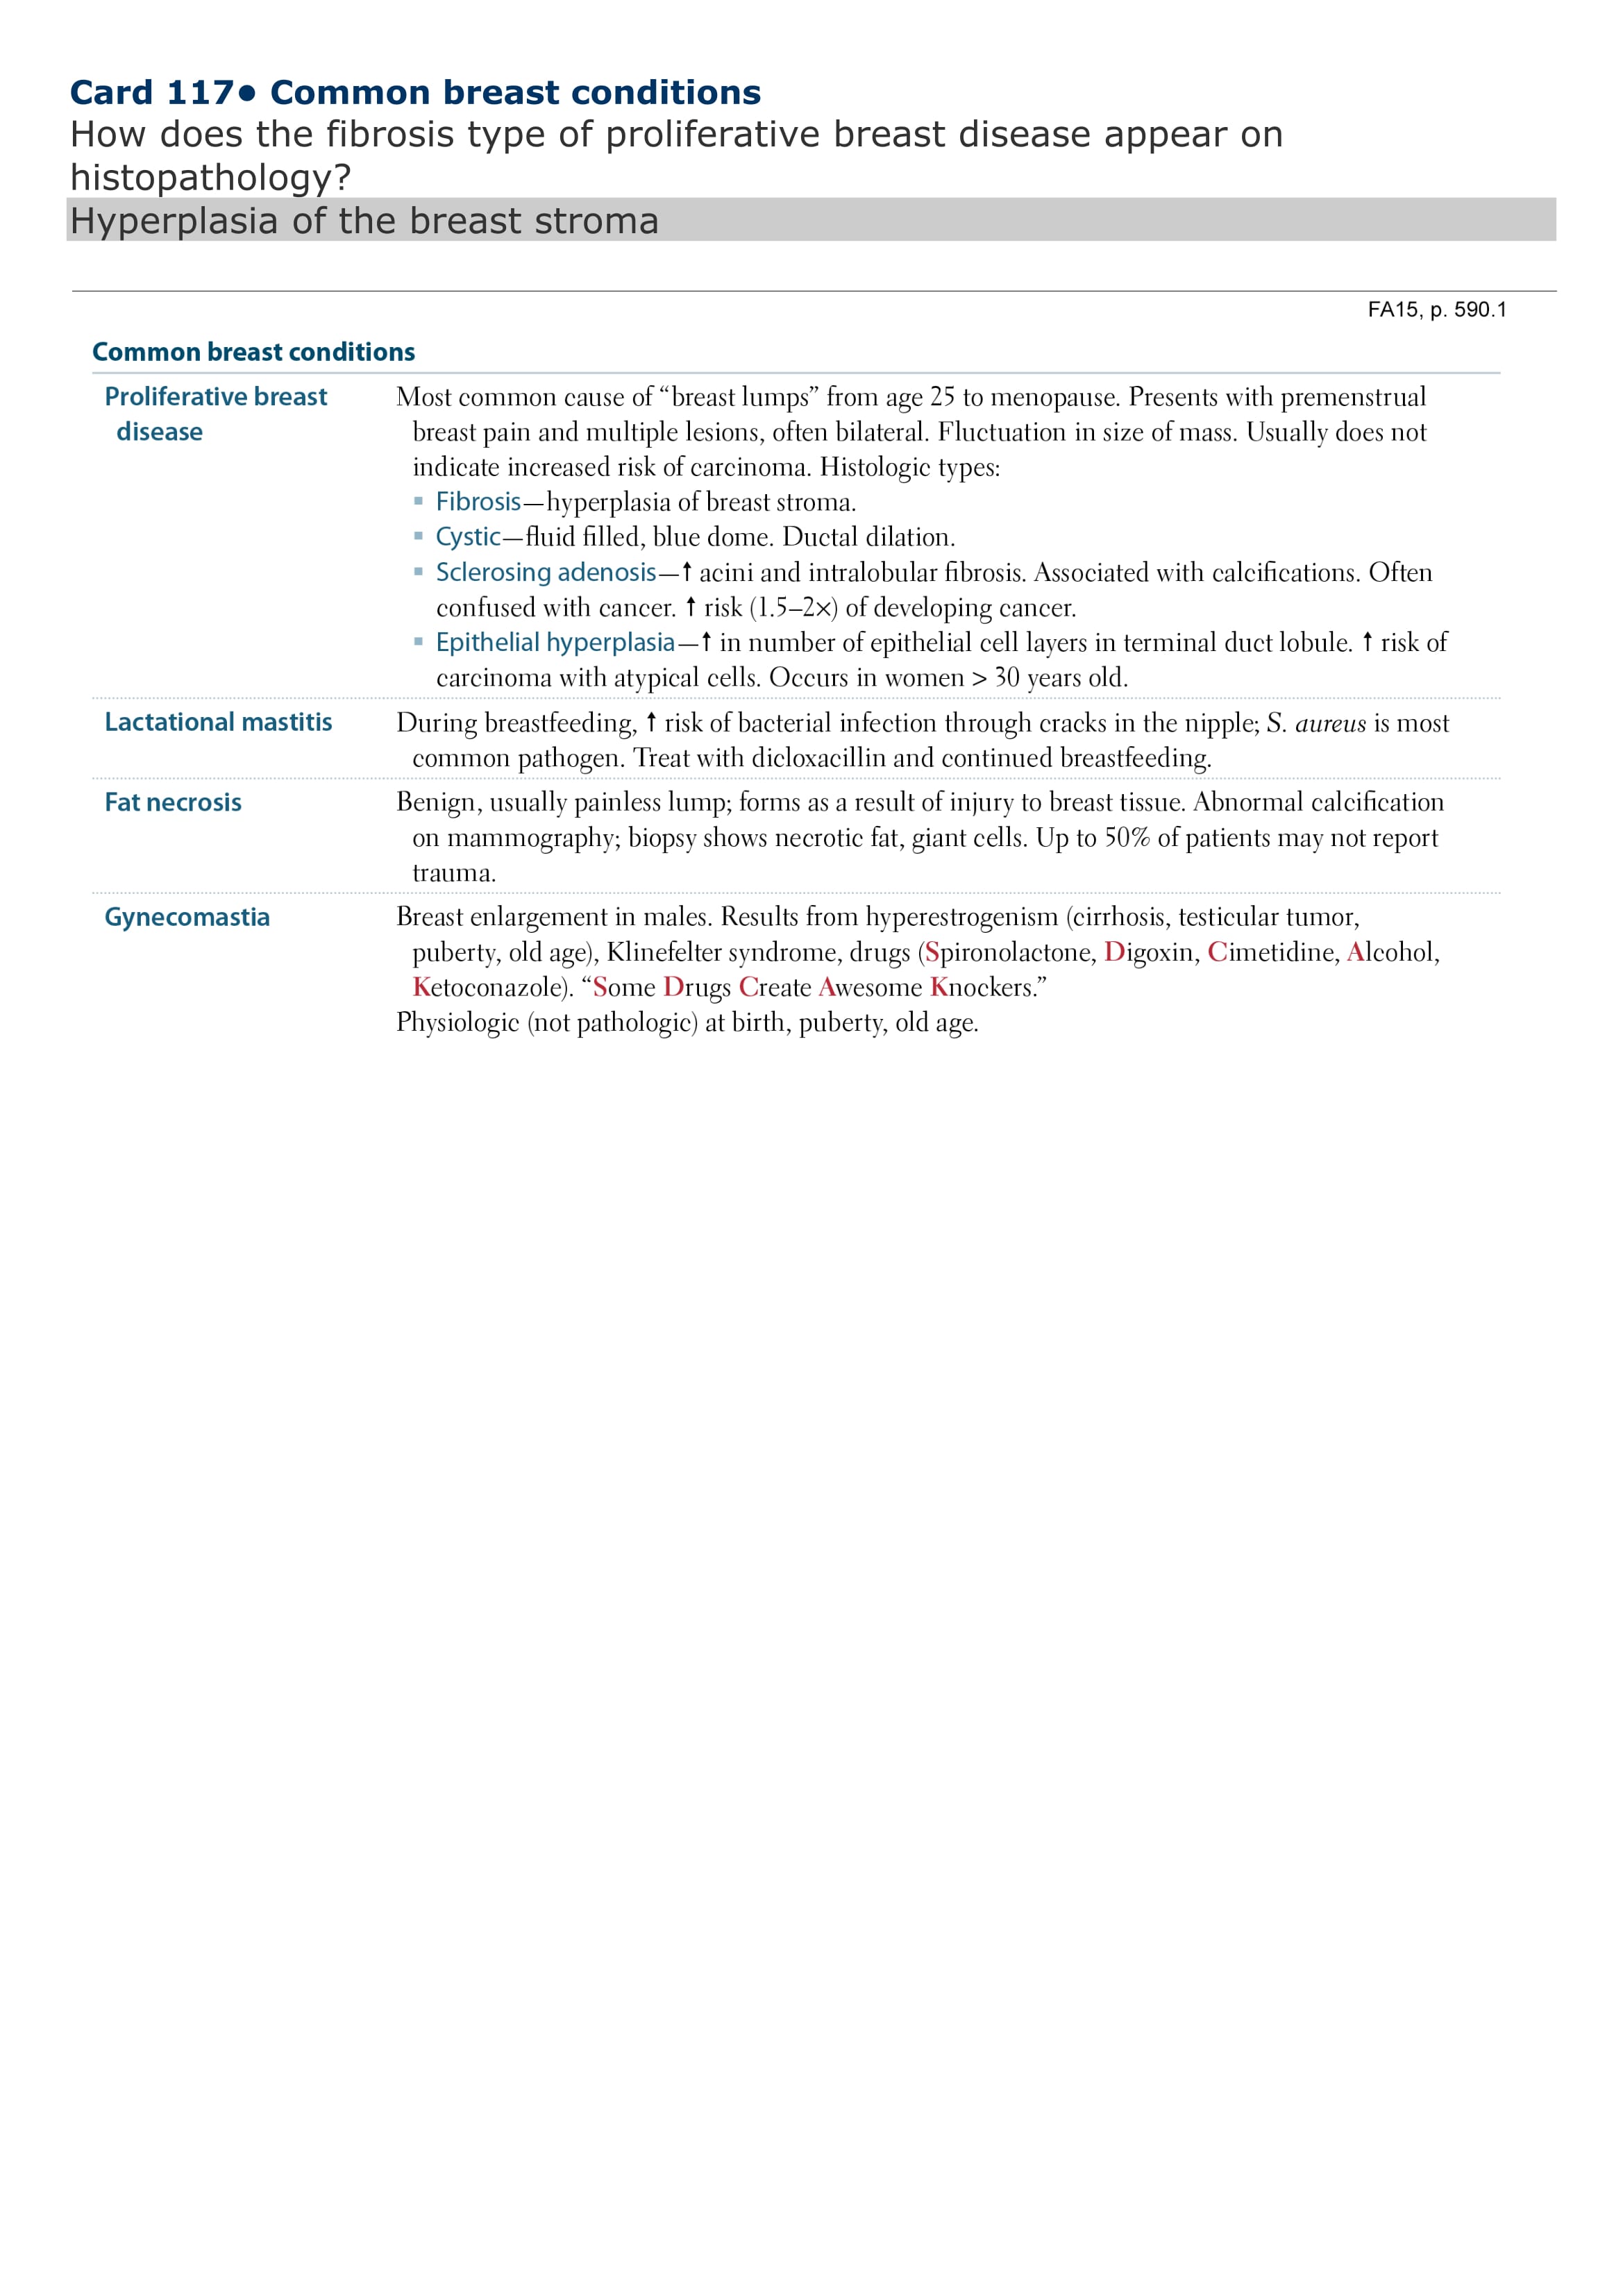 Card 117• Common breast conditions
How does the fibrosis type of proliferative breast disease appear on
histopathology?
Hyperplasia of the breast stroma
FA15, p. 590.1
Common breast conditions
Proliferative breast
disease
Most common cause of “breast lumps” from age 25 to menopause. Presents with premenstrual
breast pain and multiple lesions, often bilateral. Fluctuation in size of mass. Usually does not
indicate increased risk of carcinoma. Histologic types:
▪ Fibrosis—hyperplasia of breast stroma.
▪ Cystic—fluid filled, blue dome. Ductal dilation.
▪ Sclerosing adenosis—↑ acini and intralobular fibrosis. Associated with calcifications. Often
confused with cancer. ↑ risk (1.5–2×) of developing cancer.
▪ Epithelial hyperplasia—↑ in number of epithelial cell layers in terminal duct lobule. ↑ risk of
carcinoma with atypical cells. Occurs in women > 30 years old.
Lactational mastitis
During breastfeeding, ↑ risk of bacterial infection through cracks in the nipple; S. aureus is most
common pathogen. Treat with dicloxacillin and continued breastfeeding.
Fat necrosis
Benign, usually painless lump; forms as a result of injury to breast tissue. Abnormal calcification
on mammography; biopsy shows necrotic fat, giant cells. Up to 50% of patients may not report
trauma.
Gynecomastia
Breast enlargement in males. Results from hyperestrogenism (cirrhosis, testicular tumor,
puberty, old age), Klinefelter syndrome, drugs (Spironolactone, Digoxin, Cimetidine, Alcohol,
Ketoconazole). “Some Drugs Create Awesome Knockers.”
Physiologic (not pathologic) at birth, puberty, old age.